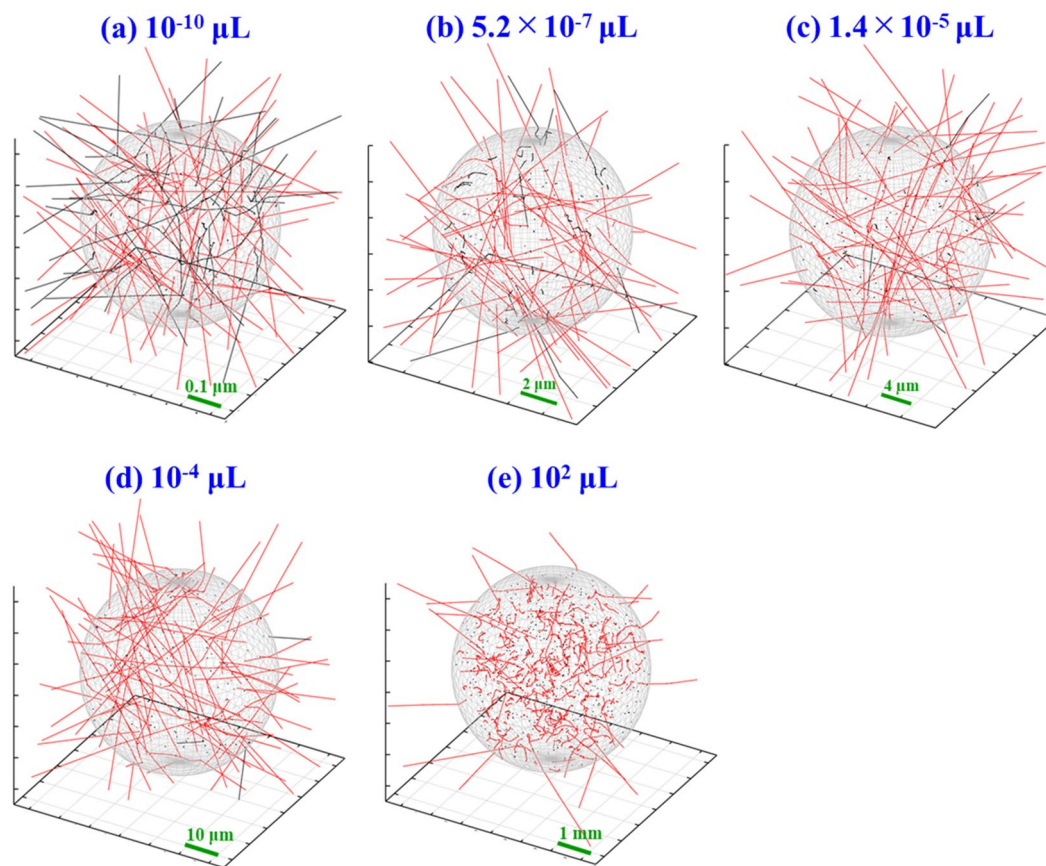 (a) 10⁻¹⁰ μL
(b) 5.2 × 10⁻⁷ μL
(c) 1.4 × 10⁻⁵ μL
0.1 μm
2 μm
4 μm
(d) 10⁻⁴ μL
(e) 10² μL
10 μm
1 mm